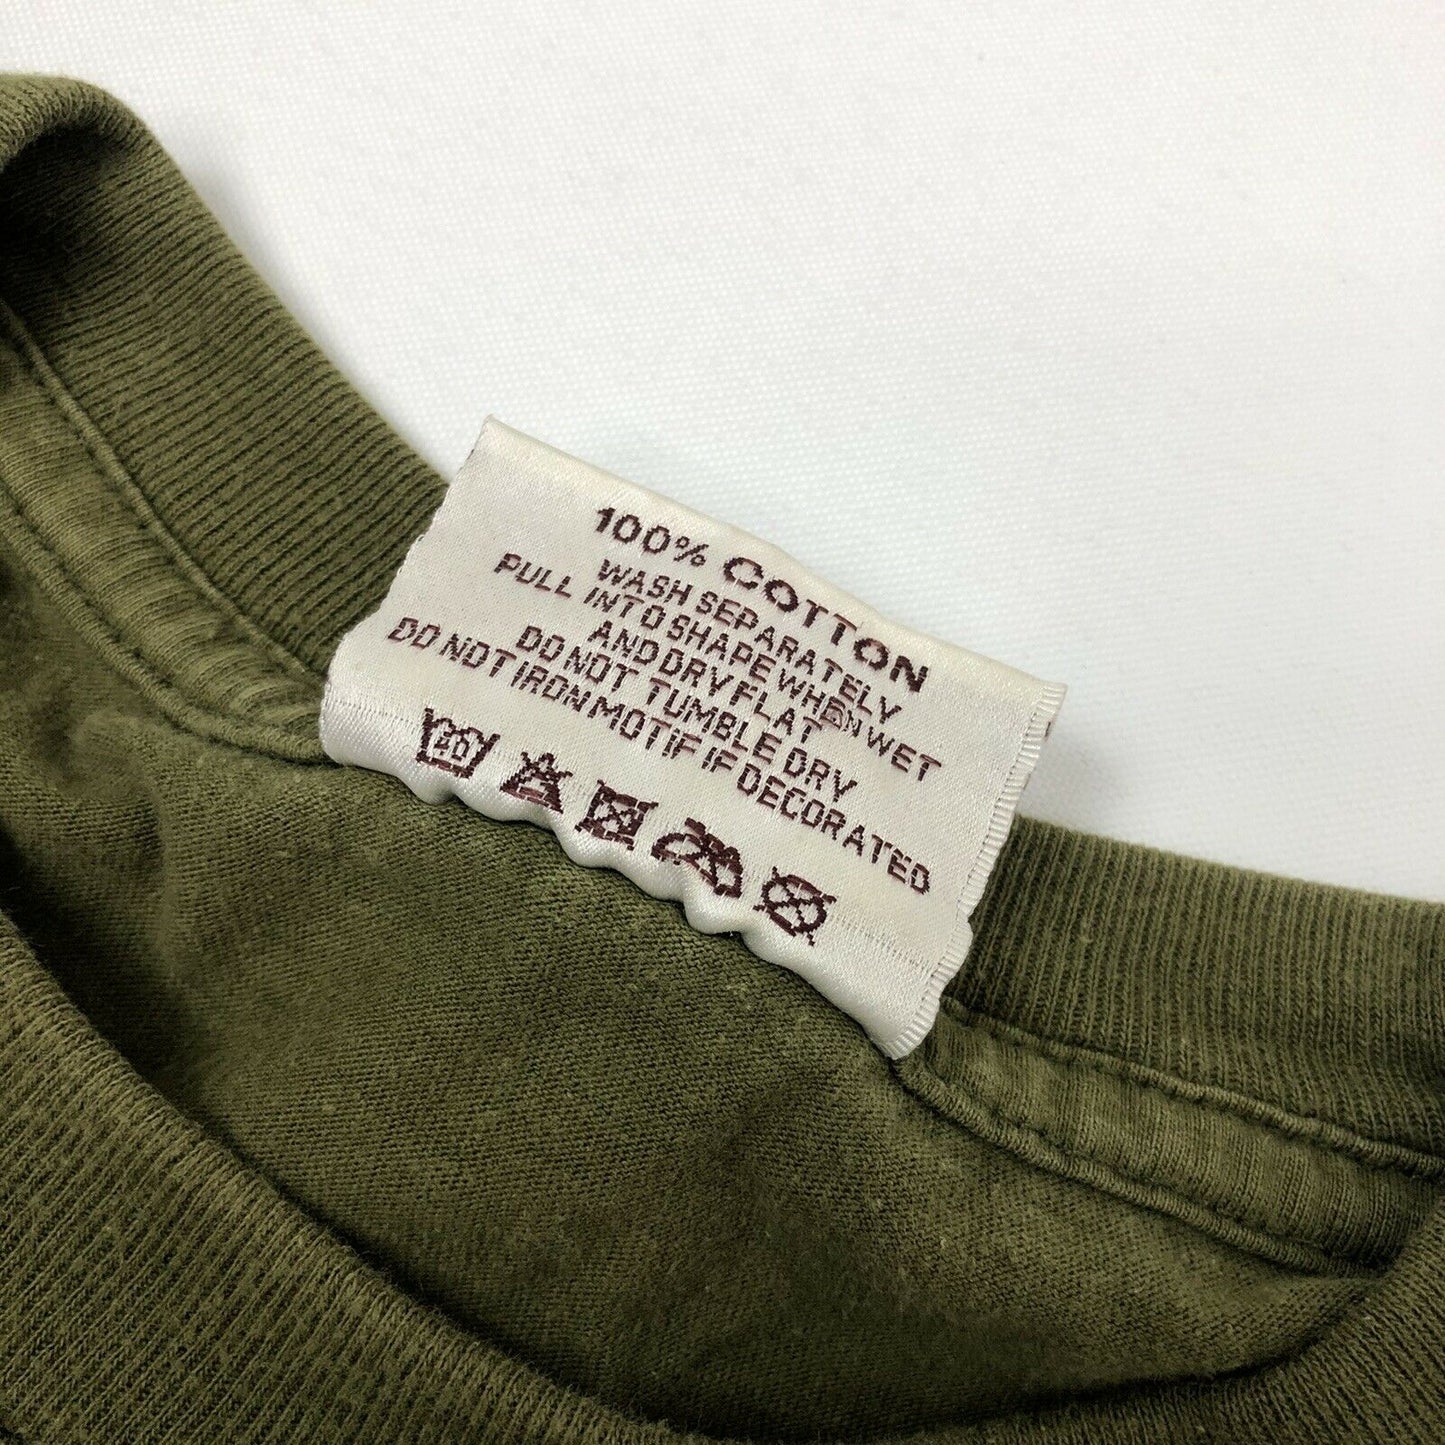 100% COTTON
WASH SEPARATELY
PULL INTO SHAPE WHEN WET
AND DRY FLAT
DO NOT TUMBLE DRY
DO NOT IRON MOTIF IF DECORATED
40